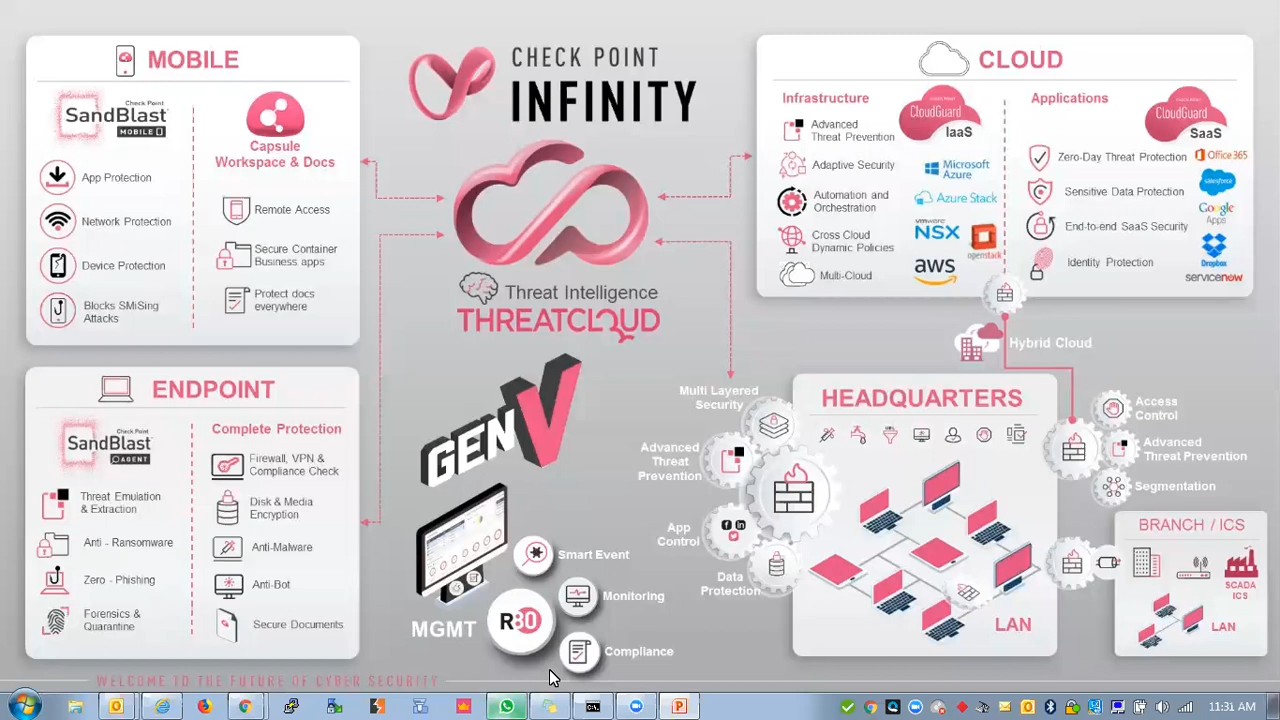 MOBILE
Check Point
SandBlast
MOBILE
App Protection
Network Protection
Device Protection
Blocks SMiSing
Attacks
Capsule
Workspace & Docs
Remote Access
Secure Container
Business apps
Protect docs
everywhere
ENDPOINT
Check Point
SandBlast
AGENT
Threat Emulation
& Extraction
Anti - Ransomware
Zero - Phishing
Forensics &
Quarantine
Complete Protection
Firewall, VPN &
Compliance Check
Disk & Media
Encryption
Anti-Malware
Anti-Bot
Secure Documents
WELCOME TO THE FUTURE OF CYBER SECURITY
CHECK POINT
INFINITY
Threat Intelligence
THREATCLOUD
GEN V
MGMT
R80
Smart Event
Monitoring
Compliance
CLOUD
Infrastructure
CHECK POINT
CloudGuard
IaaS
Advanced
Threat Prevention
Adaptive Security
Automation and
Orchestration
Cross Cloud
Dynamic Policies
Multi-Cloud
Microsoft
Azure
Azure Stack
vmware
NSX
openstack
aws
Applications
CHECK POINT
CloudGuard
SaaS
Zero-Day Threat Protection
Sensitive Data Protection
End-to-end SaaS Security
Identity Protection
Office 365
salesforce
Google
Apps
Dropbox
servicenow
Hybrid Cloud
Multi Layered
Security
Advanced
Threat
Prevention
App
Control
Data
Protection
HEADQUARTERS
LAN
Access
Control
Advanced
Threat Prevention
Segmentation
BRANCH / ICS
SCADA
ICS
LAN
11:31 AM